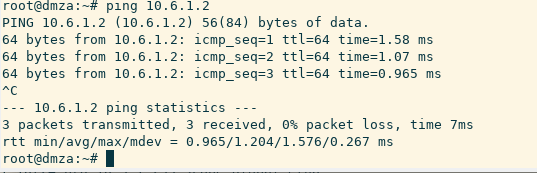 root@dmza:~# ping 10.6.1.2
PING 10.6.1.2 (10.6.1.2) 56(84) bytes of data.
64 bytes from 10.6.1.2: icmp_seq=1 ttl=64 time=1.58 ms
64 bytes from 10.6.1.2: icmp_seq=2 ttl=64 time=1.07 ms
64 bytes from 10.6.1.2: icmp_seq=3 ttl=64 time=0.965 ms
^C
--- 10.6.1.2 ping statistics ---
3 packets transmitted, 3 received, 0% packet loss, time 7ms
rtt min/avg/max/mdev = 0.965/1.204/1.576/0.267 ms
root@dmza:~#